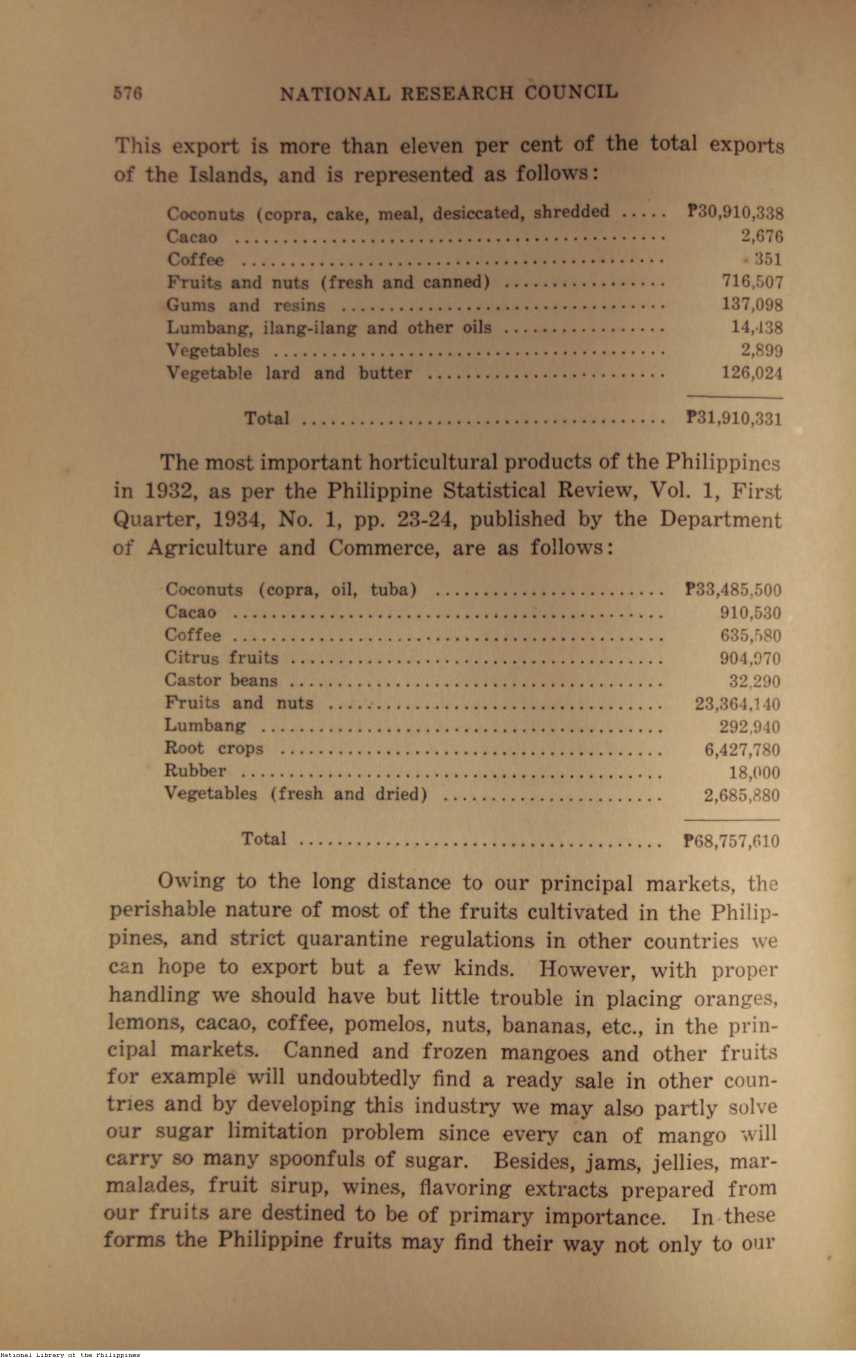 576 NATIONAL RESEARCH COUNCIL
This export is more than eleven per cent of the total exports
of the Islands, and is represented as follows:
Coconuts (copra, cake, meal, desiccated, shredded ..... ₱30,910,338
Cacao ............................................. 2,676
Coffee ............................................ 351
Fruits and nuts (fresh and canned) ................. 716,507
Gums and resins .................................. 137,098
Lumbang, ilang-ilang and other oils ................. 14,438
Vegetables ......................................... 2,899
Vegetable lard and butter ......................... 126,024
Total ...................................... ₱31,910,331
The most important horticultural products of the Philippines
in 1932, as per the Philippine Statistical Review, Vol. 1, First
Quarter, 1934, No. 1, pp. 23-24, published by the Department
of Agriculture and Commerce, are as follows:
Coconuts (copra, oil, tuba) ........................ ₱33,485,500
Cacao ............................................. 910,530
Coffee ............................................. 635,580
Citrus fruits ....................................... 904,970
Castor beans ....................................... 32,290
Fruits and nuts ................................... 23,364,140
Lumbang .......................................... 292,940
Root crops ........................................ 6,427,780
Rubber ............................................ 18,000
Vegetables (fresh and dried) ....................... 2,685,880
Total ...................................... ₱68,757,610
Owing to the long distance to our principal markets, the
perishable nature of most of the fruits cultivated in the Philip-
pines, and strict quarantine regulations in other countries we
can hope to export but a few kinds. However, with proper
handling we should have but little trouble in placing oranges,
lemons, cacao, coffee, pomelos, nuts, bananas, etc., in the prin-
cipal markets. Canned and frozen mangoes and other fruits
for example will undoubtedly find a ready sale in other coun-
tries and by developing this industry we may also partly solve
our sugar limitation problem since every can of mango will
carry so many spoonfuls of sugar. Besides, jams, jellies, mar-
malades, fruit sirup, wines, flavoring extracts prepared from
our fruits are destined to be of primary importance. In these
forms the Philippine fruits may find their way not only to our
National Library of the Philippines